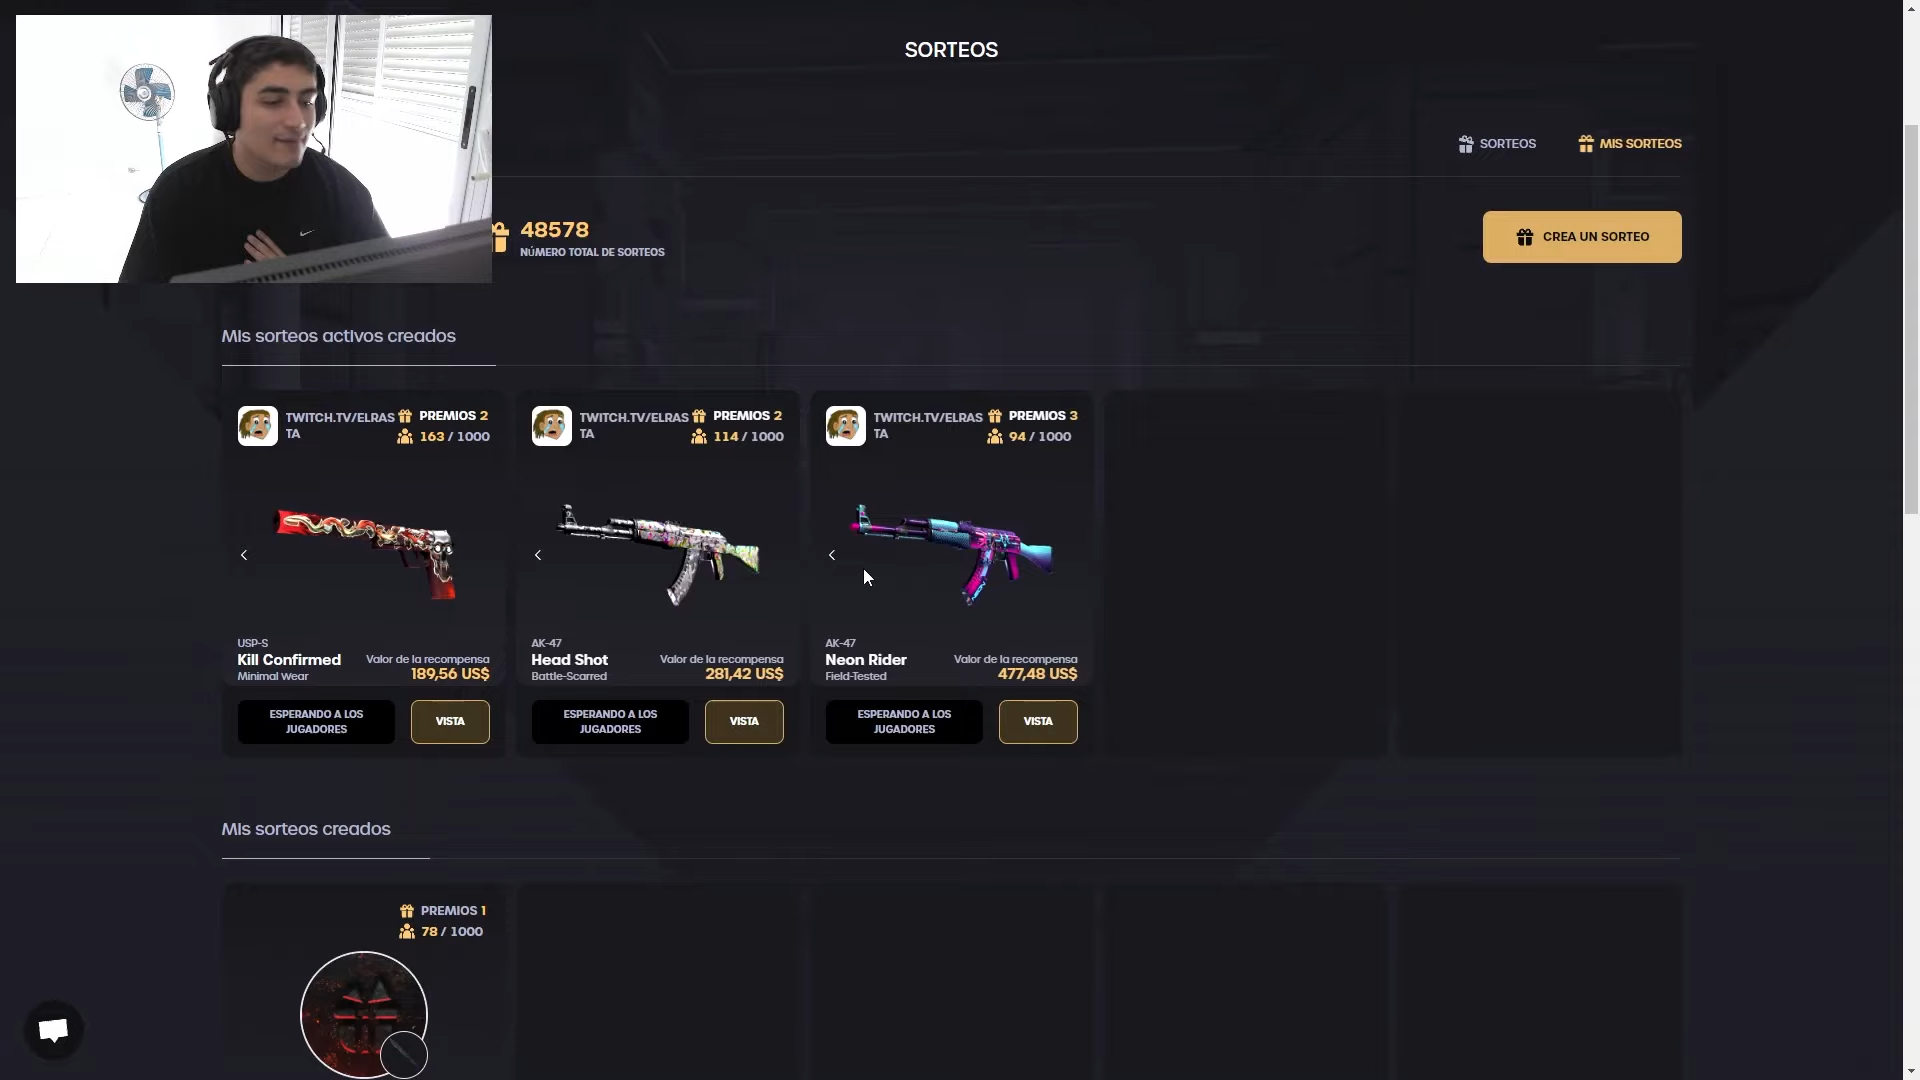 SORTEOS
SORTEOS
MIS SORTEOS
48578
NÚMERO TOTAL DE SORTEOS
CREA UN SORTEO
Mis sorteos activos creados
TWITCH.TV/ELRAS
TA
PREMIOS 2
163 / 1000
USP-S
Kill Confirmed
Minimal Wear
Valor de la recompensa
189,56 US$
ESPERANDO A LOS
JUGADORES
VISTA
TWITCH.TV/ELRAS
TA
PREMIOS 2
114 / 1000
AK-47
Head Shot
Battle-Scarred
Valor de la recompensa
281,42 US$
ESPERANDO A LOS
JUGADORES
VISTA
TWITCH.TV/ELRAS
TA
PREMIOS 3
94 / 1000
AK-47
Neon Rider
Field-Tested
Valor de la recompensa
477,48 US$
ESPERANDO A LOS
JUGADORES
VISTA
Mis sorteos creados
PREMIOS 1
78 / 1000